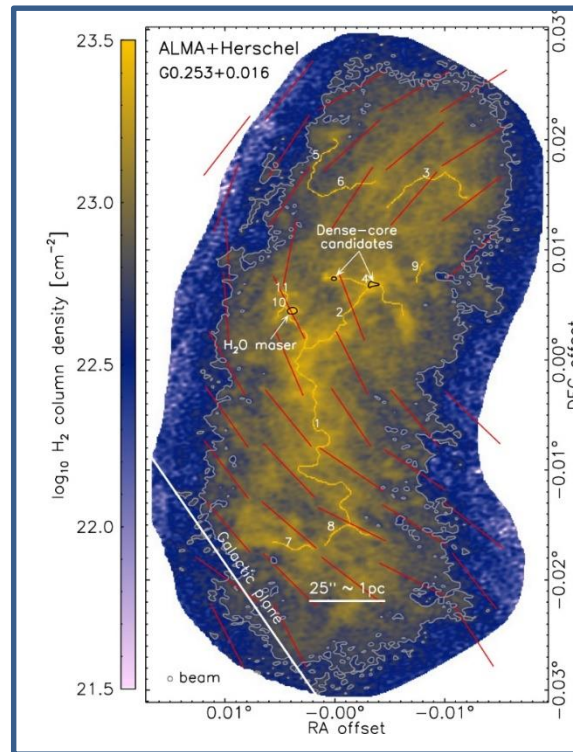 ALMA+Herschel
G0.253+0.016
log₁₀ H₂ column density [cm⁻²]
23.5
23.0
22.5
22.0
21.5
5
6
3
Dense-core
candidates
9
4
11
10
2
H₂O maser
1
8
7
25'' ~ 1pc
Galactic plane
beam
0.03°
0.02°
0.01°
0.00°
−0.01°
−0.02°
−0.03°
DEC offset
0.01°
−0.00°
−0.01°
RA offset